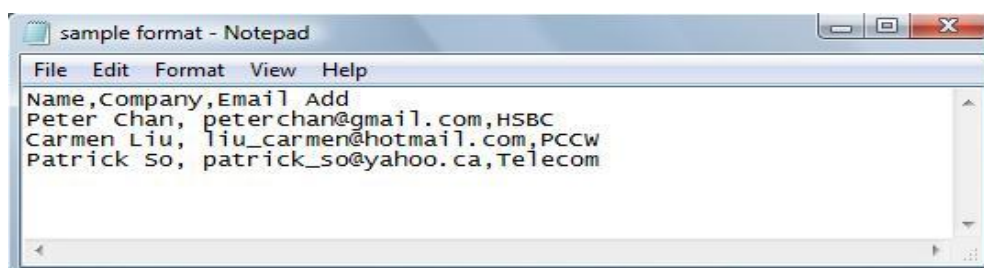 sample format - Notepad
File Edit Format View Help
Name,Company,Email Add
Peter Chan, peterchan@gmail.com,HSBC
Carmen Liu, liu_carmen@hotmail.com,PCCW
Patrick So, patrick_so@yahoo.ca,Telecom